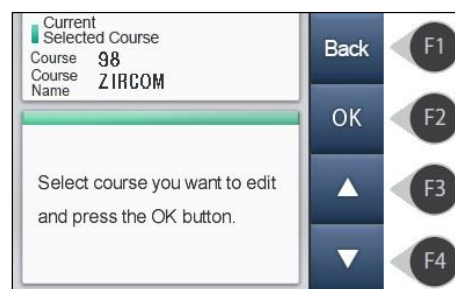 Current
Selected Course
Course 98
Course Name ZIRCOM
Select course you want to edit
and press the OK button.
Back F1
OK F2
F3
F4